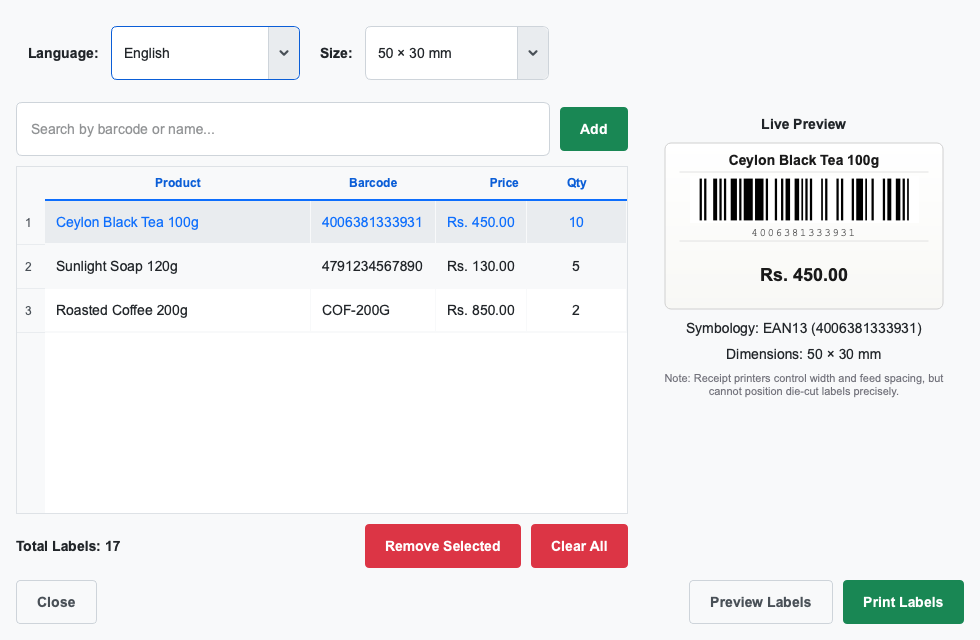 Language: English Size: 50 × 30 mm
Search by barcode or name... Add
Product Barcode Price Qty
1 Ceylon Black Tea 100g 4006381333931 Rs. 450.00 10
2 Sunlight Soap 120g 4791234567890 Rs. 130.00 5
3 Roasted Coffee 200g COF-200G Rs. 850.00 2
Live Preview
Ceylon Black Tea 100g
4006381333931
Rs. 450.00
Symbology: EAN13 (4006381333931)
Dimensions: 50 × 30 mm
Note: Receipt printers control width and feed spacing, but
cannot position die-cut labels precisely.
Total Labels: 17 Remove Selected Clear All
Close Preview Labels Print Labels